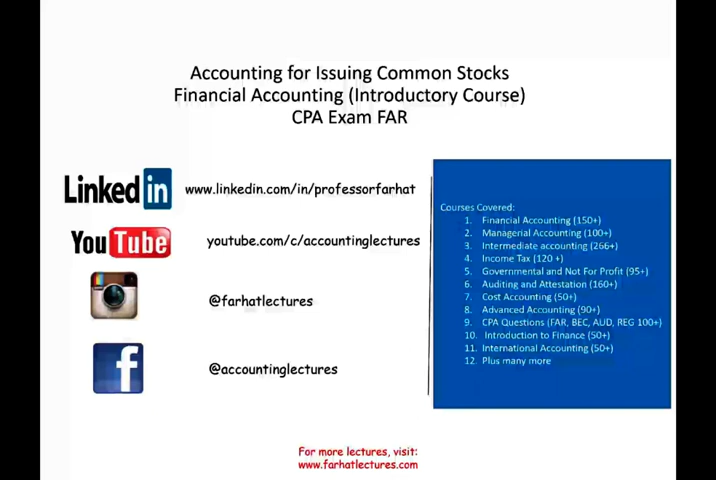 Accounting for Issuing Common Stocks
Financial Accounting (Introductory Course)
CPA Exam FAR
Linked in
www.linkedin.com/in/professorfarhat
You Tube
youtube.com/c/accountinglectures
@farhatlectures
f
@accountinglectures
Courses Covered:
1. Financial Accounting (150+)
2. Managerial Accounting (100+)
3. Intermediate accounting (266+)
4. Income Tax (120 +)
5. Governmental and Not For Profit (95+)
6. Auditing and Attestation (160+)
7. Cost Accounting (50+)
8. Advanced Accounting (90+)
9. CPA Questions (FAR, BEC, AUD, REG 100+)
10. Introduction to Finance (50+)
11. International Accounting (50+)
12. Plus many more
For more lectures, visit:
www.farhatlectures.com